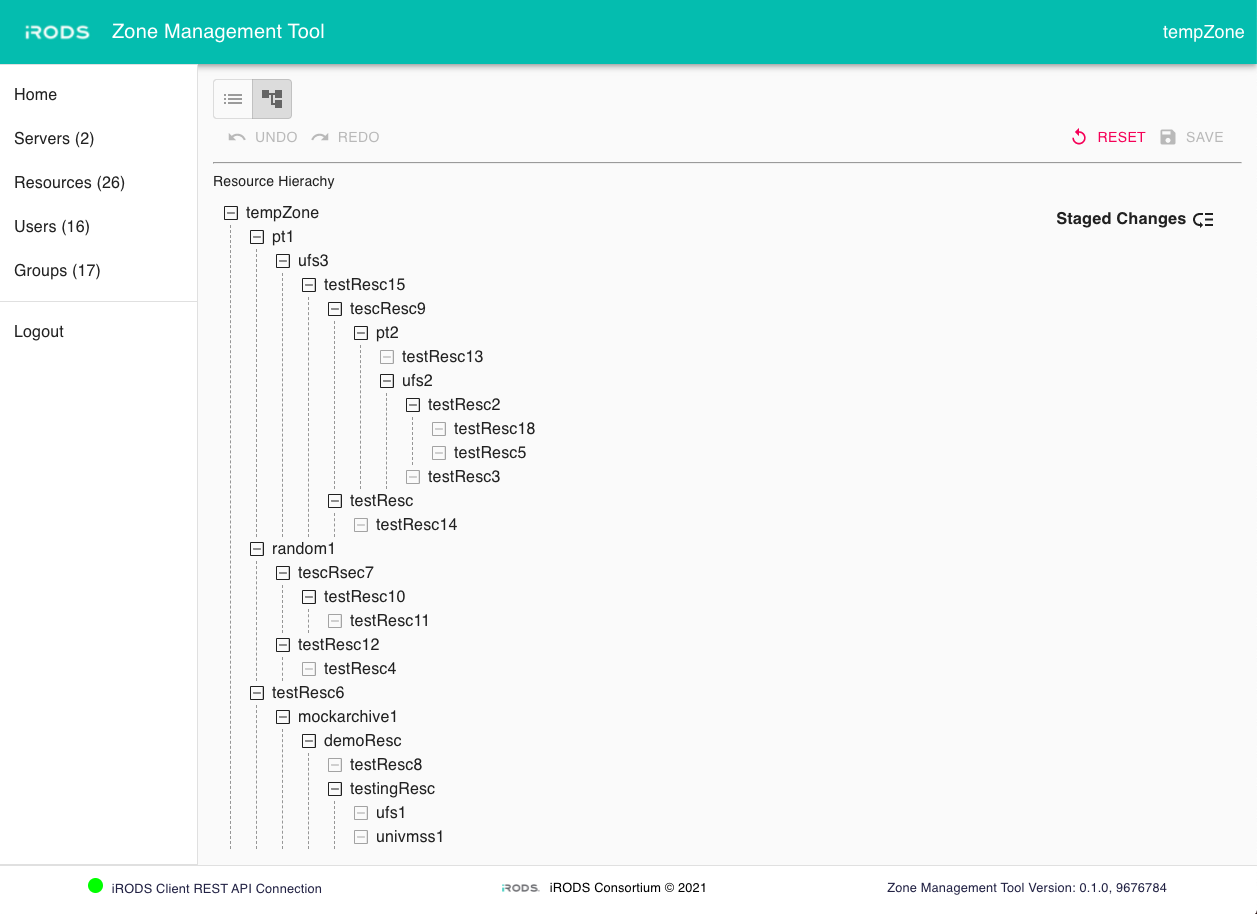 iRODS Zone Management Tool tempZone
Home
Servers (2)
Resources (26)
Users (16)
Groups (17)
Logout
UNDO REDO RESET SAVE
Resource Hierachy
Staged Changes
tempZone
pt1
ufs3
testResc15
tescResc9
pt2
testResc13
ufs2
testResc2
testResc18
testResc5
testResc3
testResc
testResc14
random1
tescRsec7
testResc10
testResc11
testResc12
testResc4
testResc6
mockarchive1
demoResc
testResc8
testingResc
ufs1
univmss1
iRODS Client REST API Connection iRODS iRODS Consortium © 2021 Zone Management Tool Version: 0.1.0, 9676784